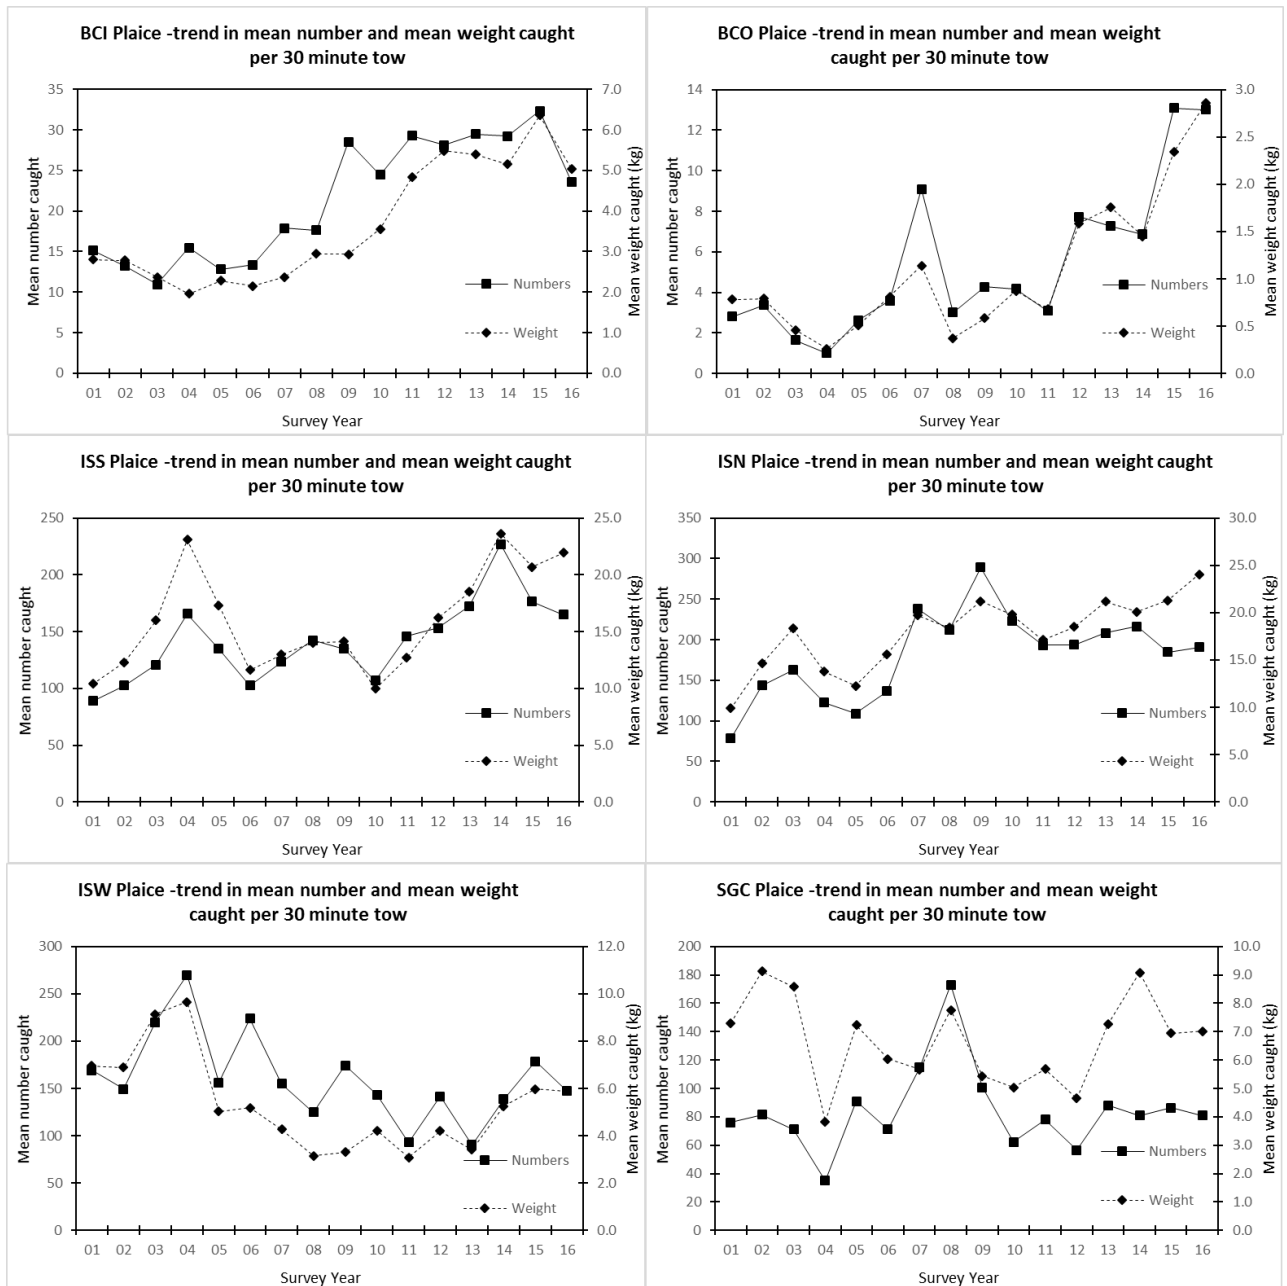 BCI Plaice -trend in mean number and mean weight caught
per 30 minute tow
Mean number caught
35
30
25
20
15
10
5
0
7.0
6.0
5.0
4.0
3.0
2.0
1.0
0.0
Mean weight caught (kg)
Numbers
Weight
01 02 03 04 05 06 07 08 09 10 11 12 13 14 15 16
Survey Year
BCO Plaice -trend in mean number and mean weight
caught per 30 minute tow
Mean number caught
14
12
10
8
6
4
2
0
3.0
2.5
2.0
1.5
1.0
0.5
0.0
Mean weight caught (kg)
Numbers
Weight
01 02 03 04 05 06 07 08 09 10 11 12 13 14 15 16
Survey Year
ISS Plaice -trend in mean number and mean weight caught
per 30 minute tow
Mean number caught
250
200
150
100
50
0
25.0
20.0
15.0
10.0
5.0
0.0
Mean weight caught (kg)
Numbers
Weight
01 02 03 04 05 06 07 08 09 10 11 12 13 14 15 16
Survey Year
ISN Plaice -trend in mean number and mean weight caught
per 30 minute tow
Mean number caught
350
300
250
200
150
100
50
0
30.0
25.0
20.0
15.0
10.0
5.0
0.0
Mean weight caught (kg)
Numbers
Weight
01 02 03 04 05 06 07 08 09 10 11 12 13 14 15 16
Survey Year
ISW Plaice -trend in mean number and mean weight
caught per 30 minute tow
Mean number caught
300
250
200
150
100
50
0
12.0
10.0
8.0
6.0
4.0
2.0
0.0
Mean weight caught (kg)
Numbers
Weight
01 02 03 04 05 06 07 08 09 10 11 12 13 14 15 16
Survey Year
SGC Plaice -trend in mean number and mean weight
caught per 30 minute tow
Mean number caught
200
180
160
140
120
100
80
60
40
20
0
10.0
9.0
8.0
7.0
6.0
5.0
4.0
3.0
2.0
1.0
0.0
Mean weight caught (kg)
Numbers
Weight
01 02 03 04 05 06 07 08 09 10 11 12 13 14 15 16
Survey Year